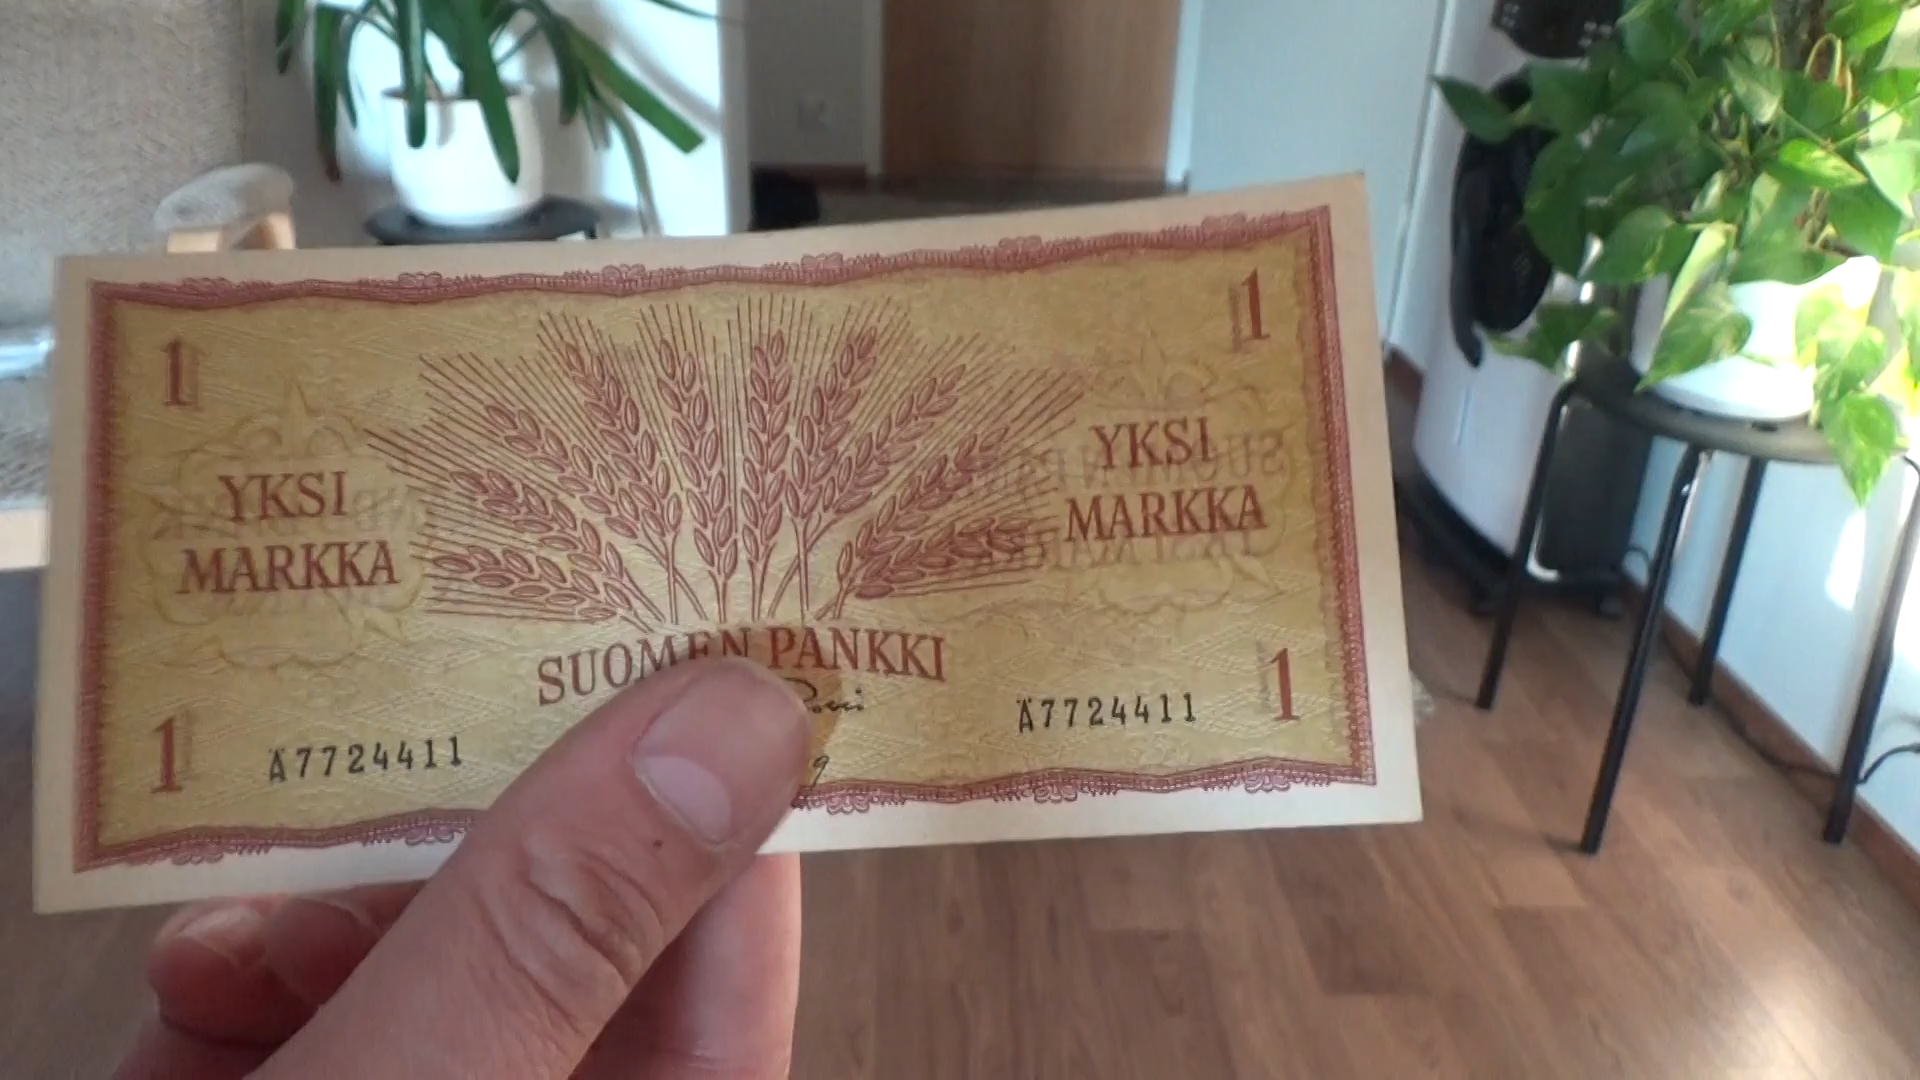 1
1
YKSI
MARKKA
YKSI
MARKKA
SUOMEN PANKKI
Ä7724411
Ä7724411
1
1